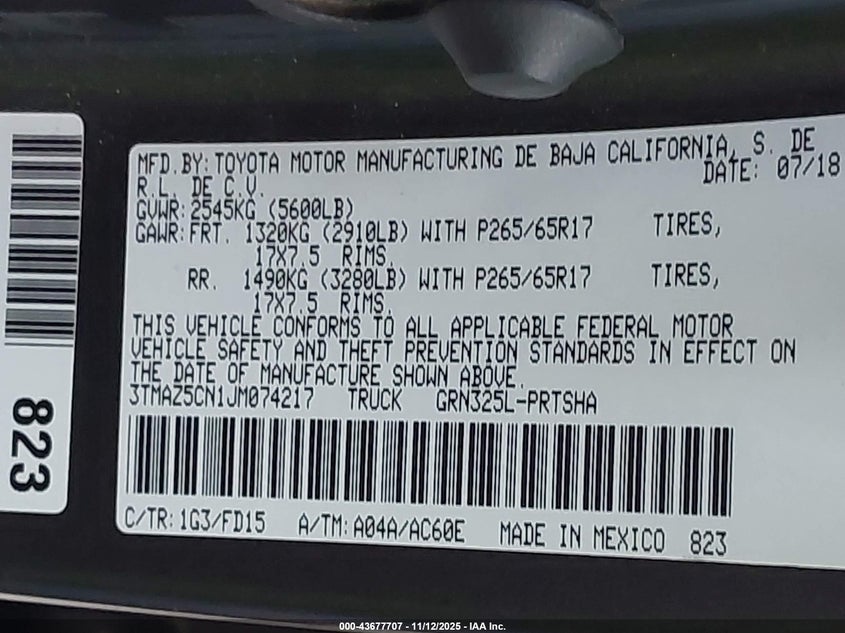 MFD.BY: TOYOTA MOTOR MANUFACTURING DE BAJA CALIFORNIA, S. DE
R.L. DE C.V. DATE: 07/18
GVWR: 2545KG (5600LB)
GAWR: FRT. 1320KG (2910LB) WITH P265/65R17 TIRES,
17X7.5 RIMS.
RR. 1490KG (3280LB) WITH P265/65R17 TIRES,
17X7.5 RIMS.
THIS VEHICLE CONFORMS TO ALL APPLICABLE FEDERAL MOTOR
VEHICLE SAFETY AND THEFT PREVENTION STANDARDS IN EFFECT ON
THE DATE OF MANUFACTURE SHOWN ABOVE.
3TMAZ5CN1JM074217 TRUCK GRN325L-PRTSHA
C/TR: 1G3/FD15 A/TM: A04A/AC60E MADE IN MEXICO 823
823
000-43677707 - 11/12/2025 - IAA Inc.